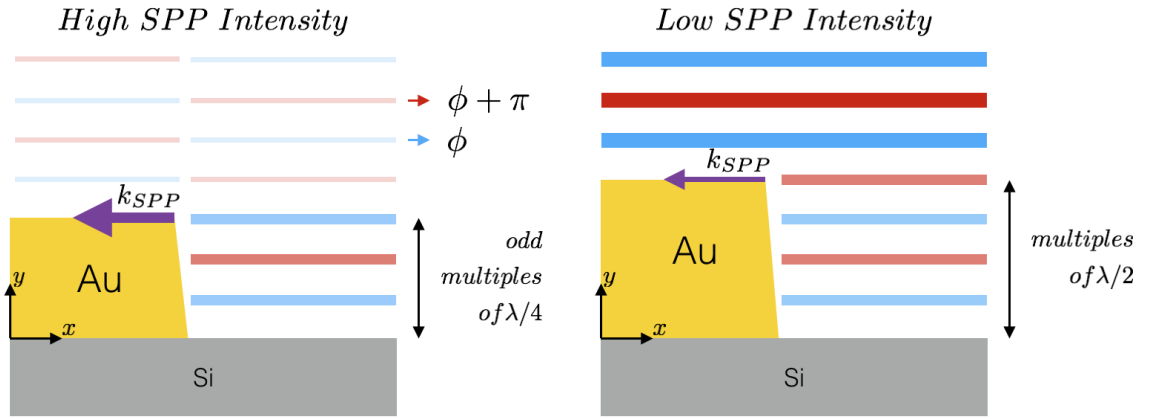 High SPP Intensity
ϕ + π
ϕ
k_SPP
odd
multiples
of λ/4
Au
y
x
Si
Low SPP Intensity
k_SPP
multiples
of λ/2
Au
y
x
Si